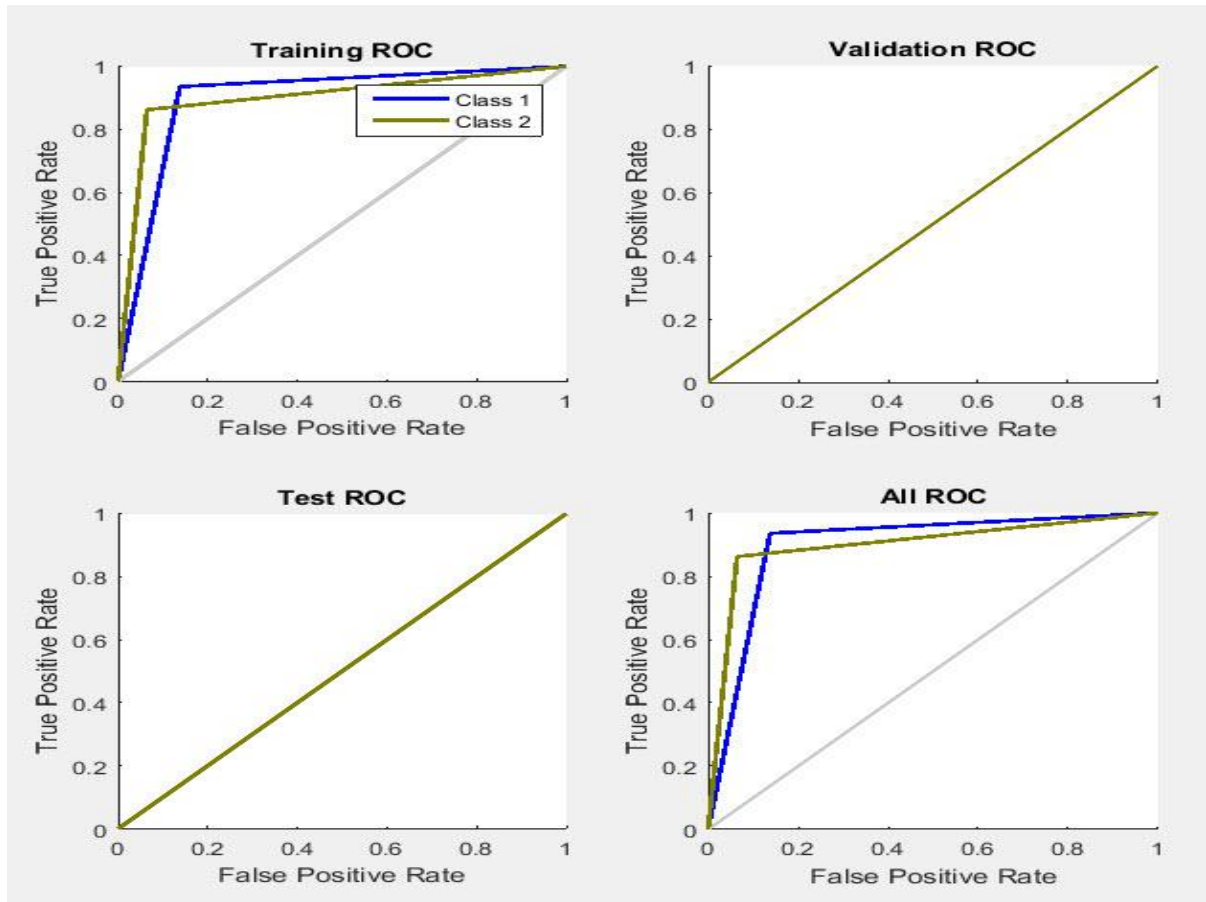 Training ROC
1
0.8
0.6
0.4
0.2
0
True Positive Rate
Class 1
Class 2
0 0.2 0.4 0.6 0.8 1
False Positive Rate
Validation ROC
1
0.8
0.6
0.4
0.2
0
True Positive Rate
0 0.2 0.4 0.6 0.8 1
False Positive Rate
Test ROC
1
0.8
0.6
0.4
0.2
0
True Positive Rate
0 0.2 0.4 0.6 0.8 1
False Positive Rate
All ROC
1
0.8
0.6
0.4
0.2
0
True Positive Rate
0 0.2 0.4 0.6 0.8 1
False Positive Rate